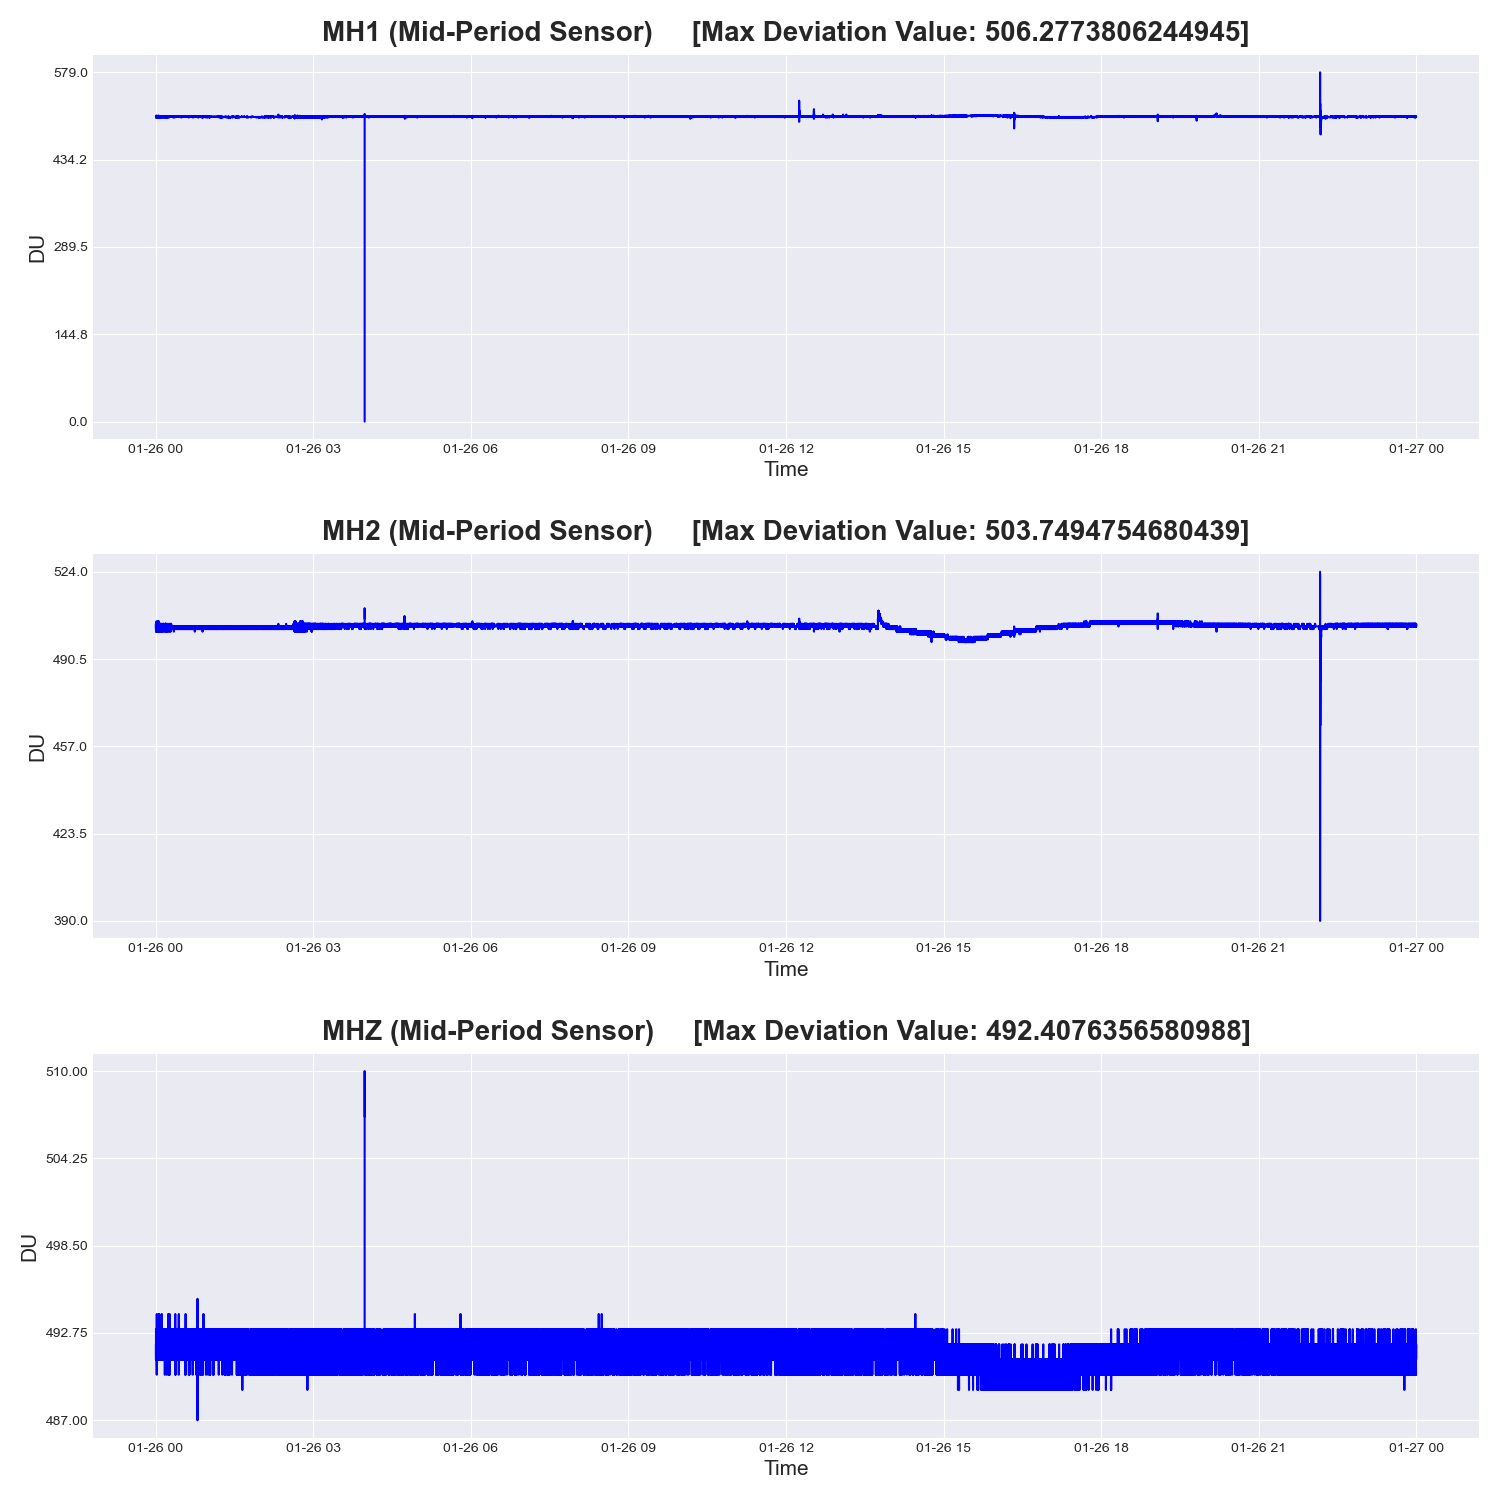 MH1 (Mid-Period Sensor) [Max Deviation Value: 506.2773806244945]
579.0
434.2
289.5
144.8
0.0
DU
01-26 00 01-26 03 01-26 06 01-26 09 01-26 12 01-26 15 01-26 18 01-26 21 01-27 00
Time
MH2 (Mid-Period Sensor) [Max Deviation Value: 503.7494754680439]
524.0
490.5
457.0
423.5
390.0
DU
01-26 00 01-26 03 01-26 06 01-26 09 01-26 12 01-26 15 01-26 18 01-26 21 01-27 00
Time
MHZ (Mid-Period Sensor) [Max Deviation Value: 492.4076356580988]
510.00
504.25
498.50
492.75
487.00
DU
01-26 00 01-26 03 01-26 06 01-26 09 01-26 12 01-26 15 01-26 18 01-26 21 01-27 00
Time